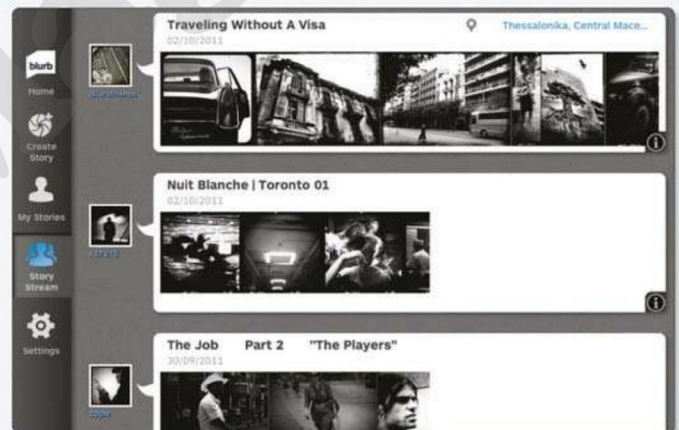 blurb
Home
Create
Story
My Stories
Story
Stream
Settings
Traveling Without A Visa
Thessalonika, Central Mace...
02/10/2011
Nuit Blanche | Toronto 01
02/10/2011
The Job Part 2 "The Players"
30/09/2011